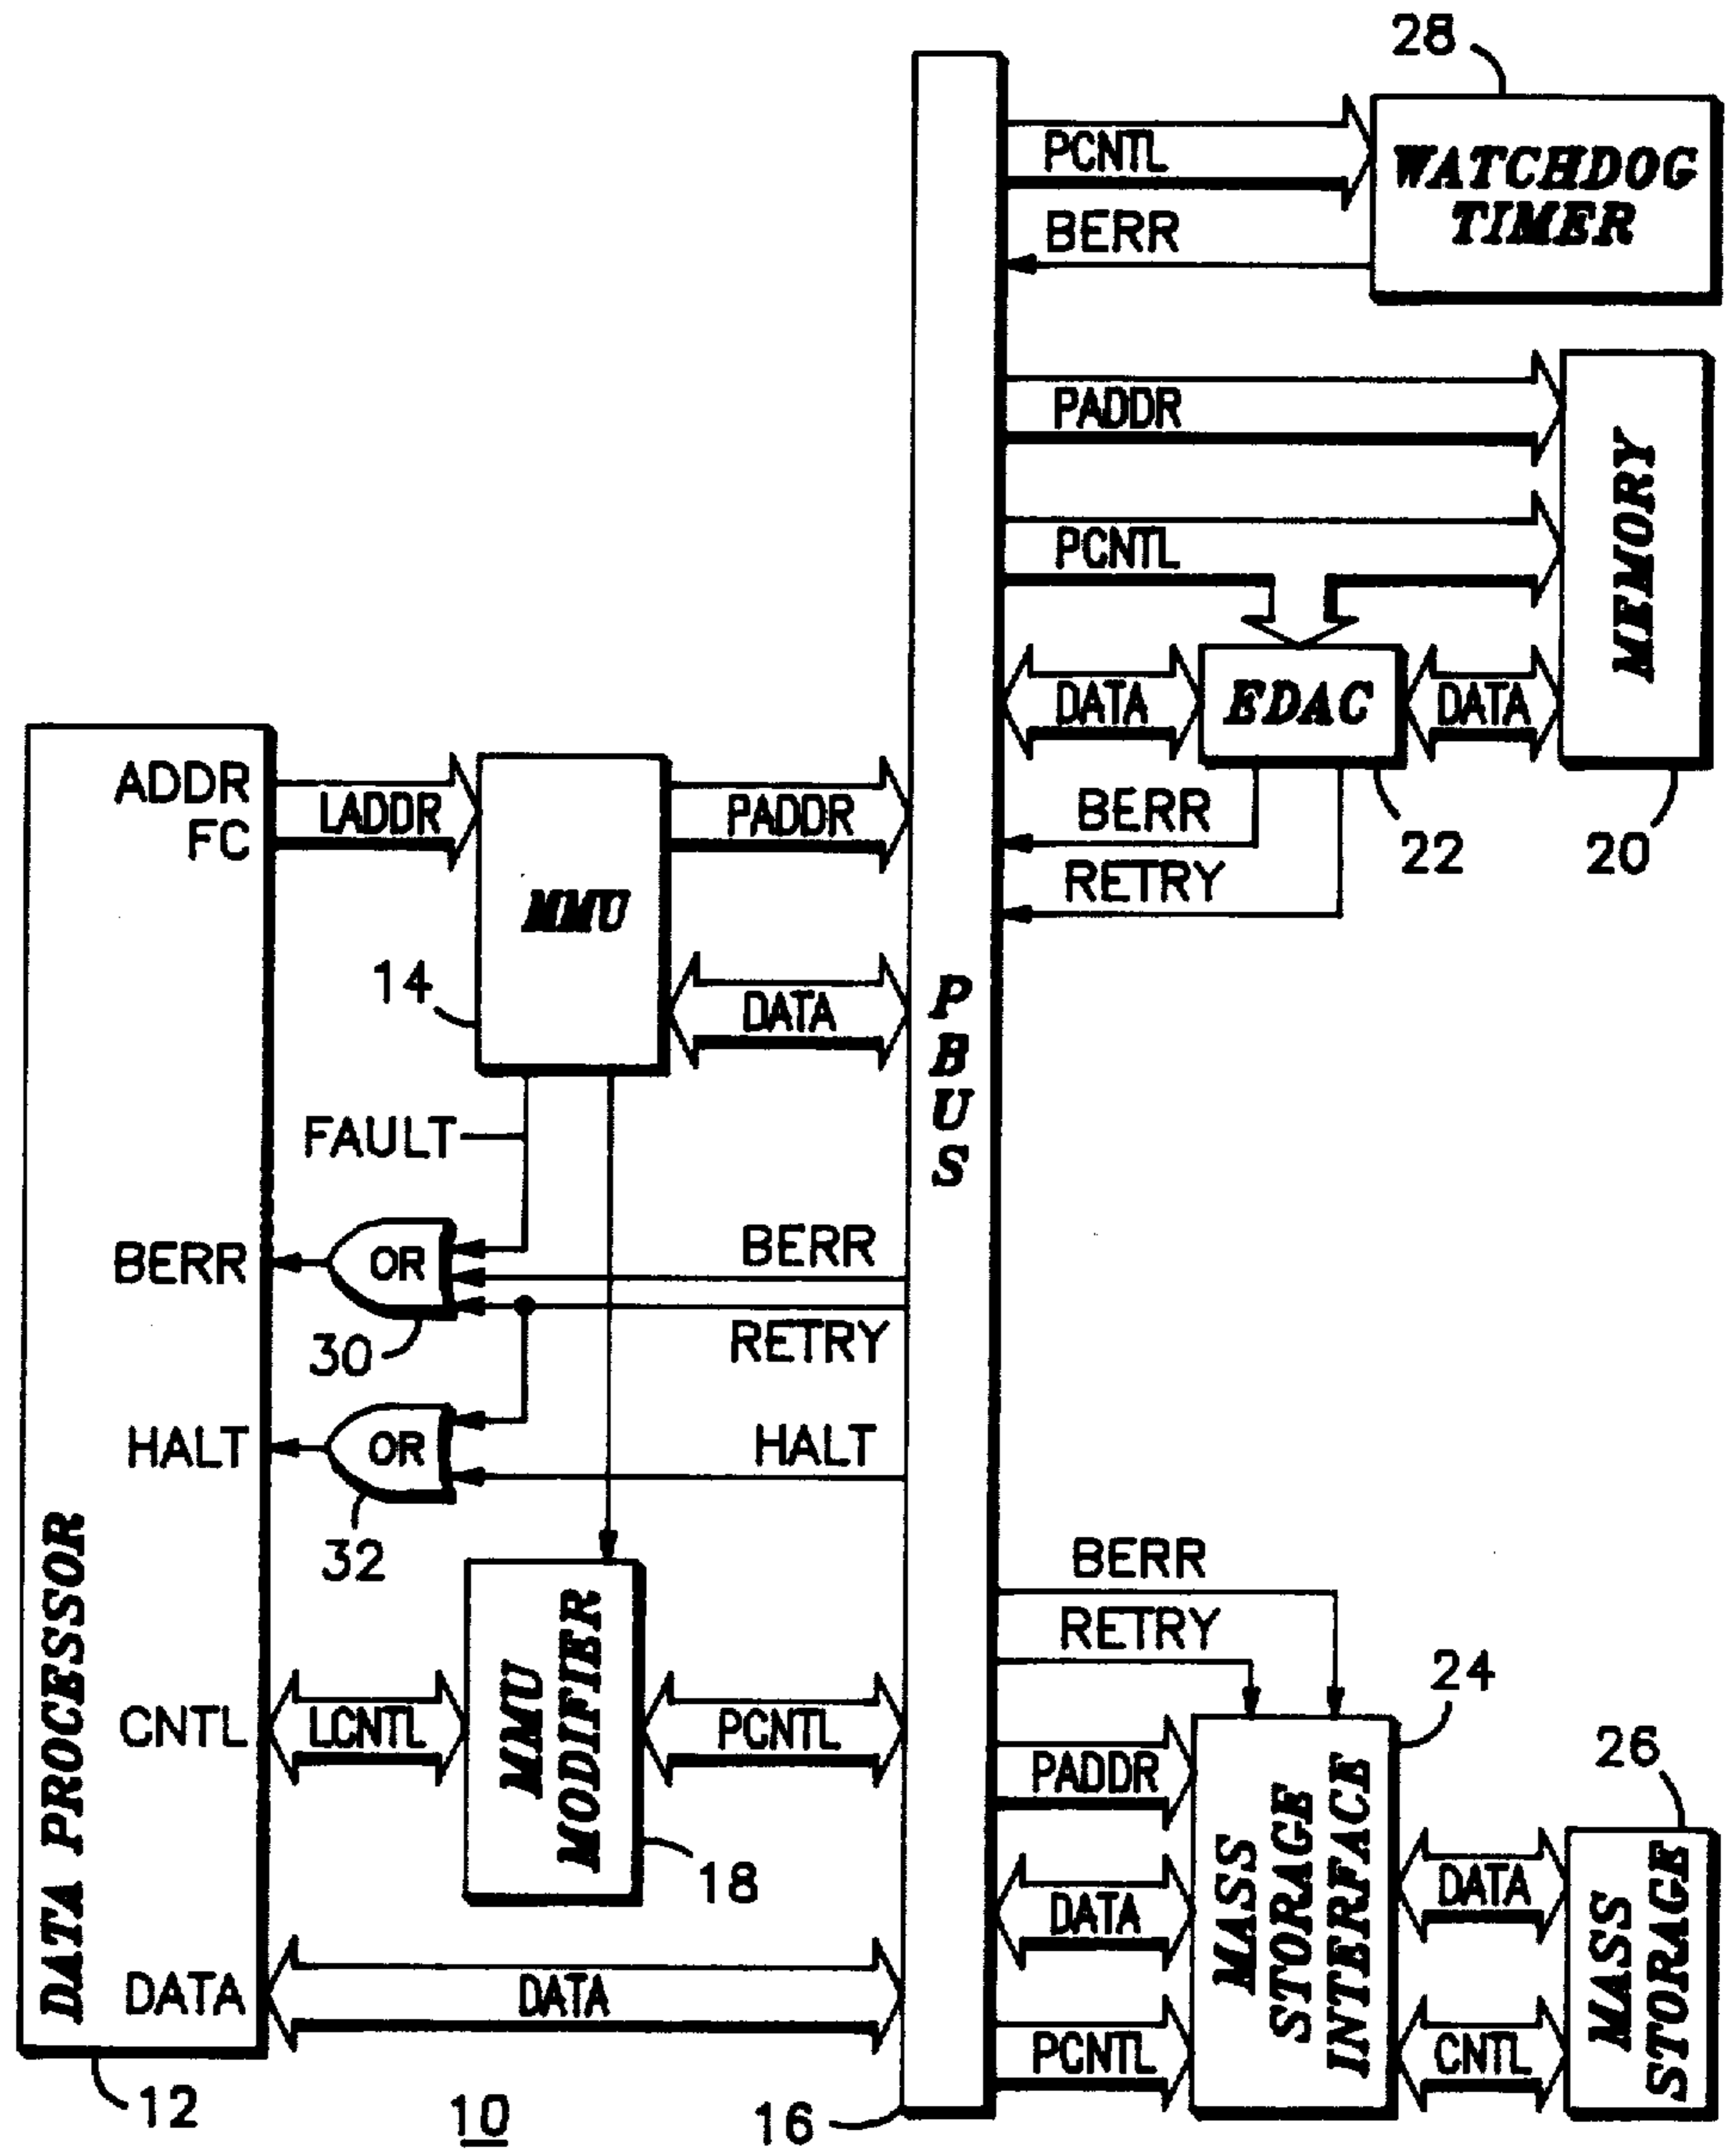 28
PCNTL
WATCHDOG
TIMER
BERR
PADDR
MEMORY
PCNTL
DATA
EDAC
DATA
ADDR
FC
LADDR
MMU
PADDR
BERR
22
20
RETRY
14
DATA
P
B
U
S
FAULT
BERR
OR
BERR
30
RETRY
HALT
OR
HALT
32
BERR
RETRY
24
DATA PROCESSOR
CNTL
LCNTL
MMU
MODIFIER
PCNTL
PADDR
MASS
STORAGE
INTERFACE
26
18
DATA
DATA
MASS
STORAGE
DATA
DATA
PCNTL
CNTL
12
10
16